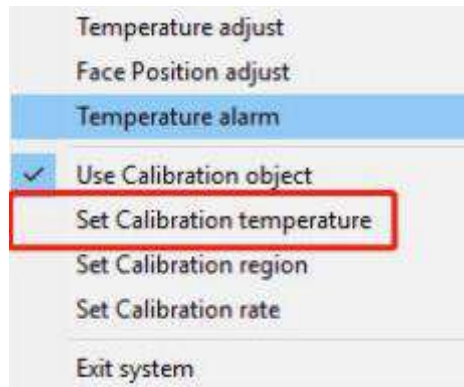 Temperature adjust
Face Position adjust
Temperature alarm
Use Calibration object
Set Calibration temperature
Set Calibration region
Set Calibration rate
Exit system